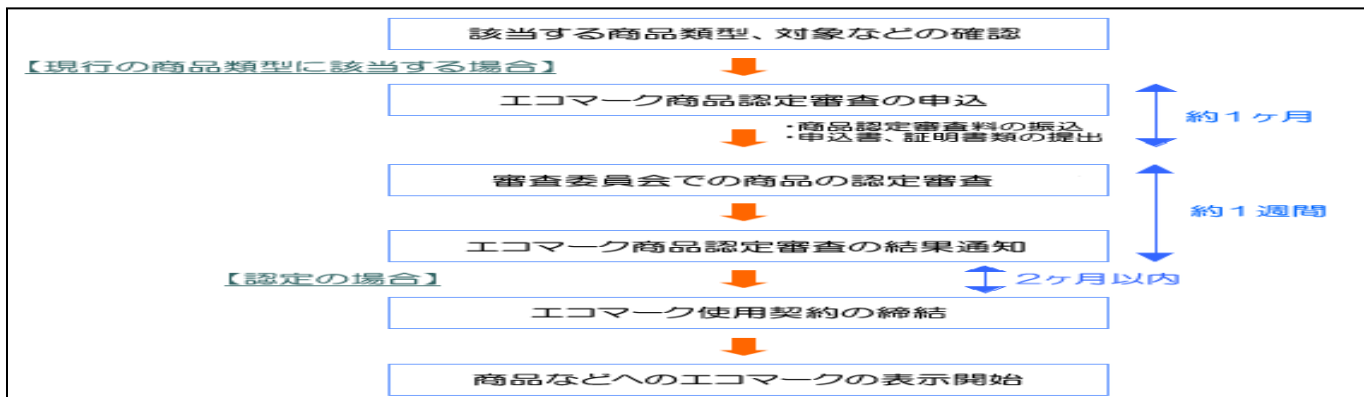 該当する商品類型、対象などの確認
【現行の商品類型に該当する場合】
エコマーク商品認定審査の申込
約１ヶ月
・商品認定審査料の振込
・申込書、証明書類の提出
審査委員会での商品の認定審査
約１週間
エコマーク商品認定審査の結果通知
【認定の場合】
２ヶ月以内
エコマーク使用契約の締結
商品などへのエコマークの表示開始